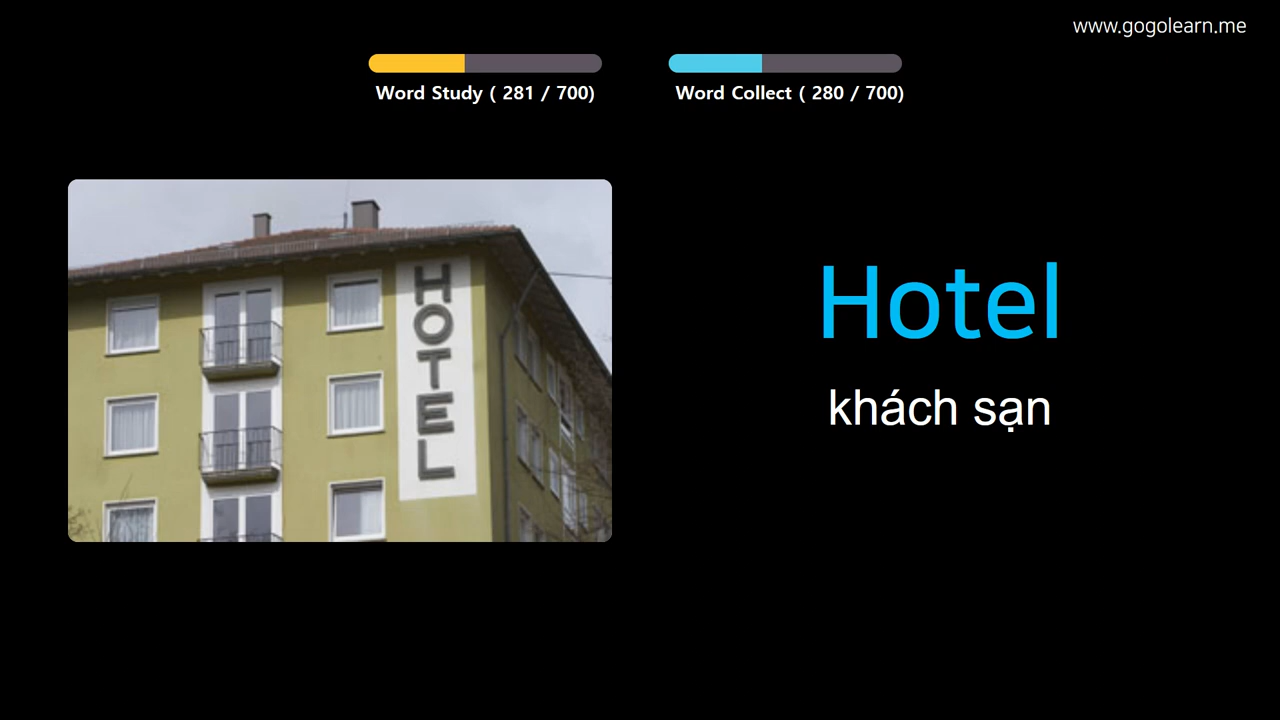 www.gogolearn.me
Word Study ( 281 / 700)
Word Collect ( 280 / 700)
HOTEL
Hotel
khách sạn